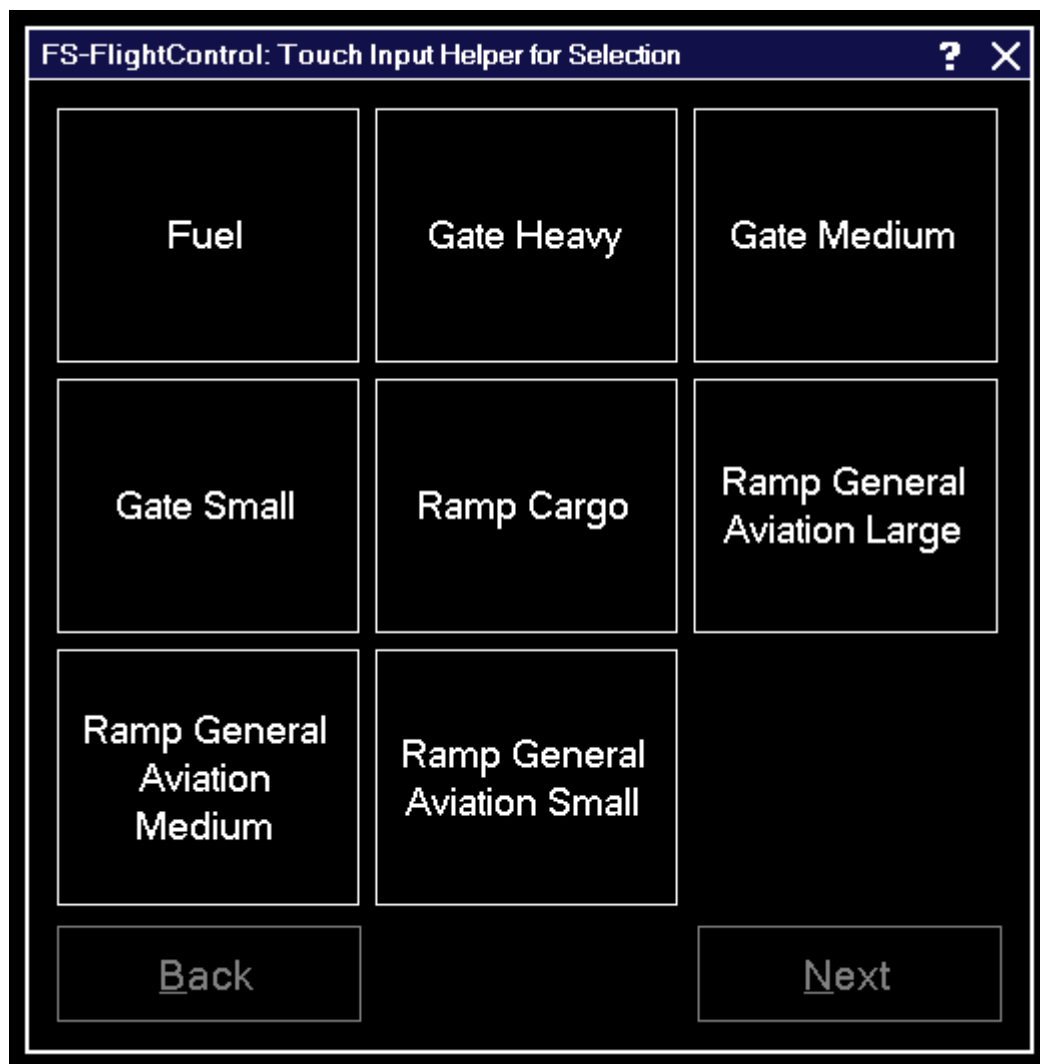 FS-FlightControl: Touch Input Helper for Selection ? X
Fuel
Gate Heavy
Gate Medium
Gate Small
Ramp Cargo
Ramp General
Aviation Large
Ramp General
Aviation
Medium
Ramp General
Aviation Small
Back
Next